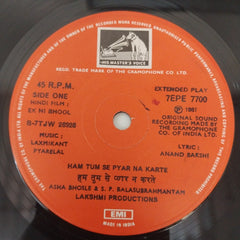 "HIS MASTER'S VOICE"
REGD. TRADE MARK OF THE GRAMOPHONE CO. LTD.
45 R.P.M.
SIDE ONE
HINDI FILM :
EK HI BHOOL
S-7TJW 28228
MUSIC :
LAXMIKANT
PYARELAL
EXTENDED PLAY
7EPE 7700
℗ 1981
ORIGINAL SOUND
RECORDING MADE
BY THE GRAMOPHONE
CO. OF INDIA LTD.
LYRIC :
ANAND BAKSHI
HAM TUM SE PYAR NA KARTE
हम तुम से प्यार न करते
ASHA BHOSLE & S. P. BALASUBRAHMANYAM
LAKSHMI PRODUCTIONS
EMI
MADE IN INDIA